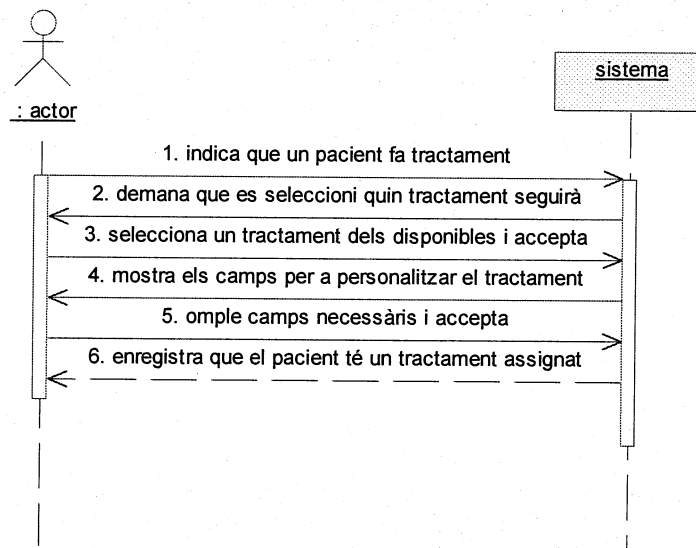 sistema
: actor
1. indica que un pacient fa tractament
2. demana que es seleccioni quin tractament seguirà
3. selecciona un tractament dels disponibles i accepta
4. mostra els camps per a personalitzar el tractament
5. omple camps necessàris i accepta
6. enregistra que el pacient té un tractament assignat